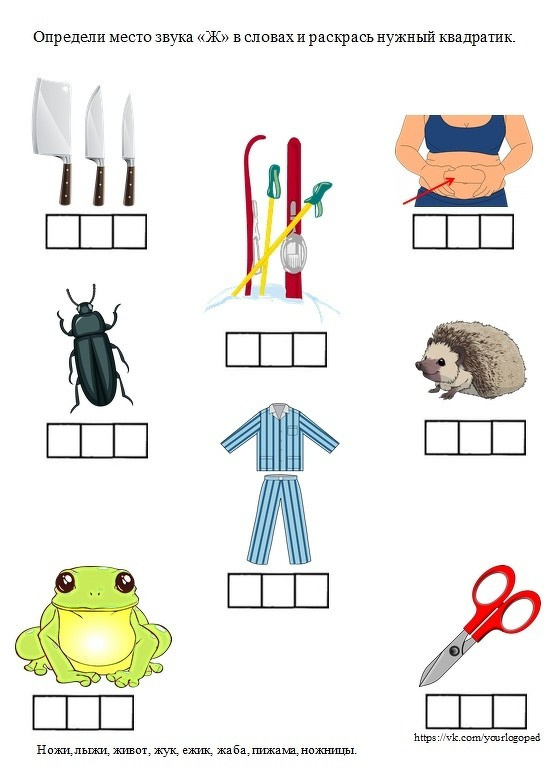 Определи место звука «Ж» в словах и раскрась нужный квадратик.
https://vk.com/yourlogoped
Ножи, лыжи, живот, жук, ежик, жаба, пижама, ножницы.